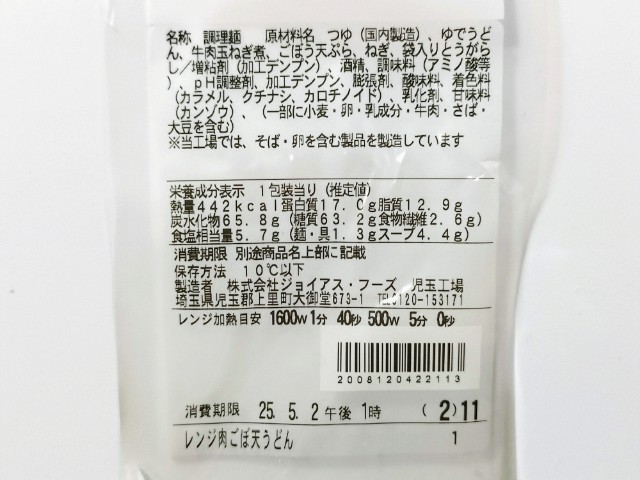 名称 調理麺 原材料名 つゆ(国内製造)、ゆでうど
ん、牛肉玉ねぎ煮、ごぼう天ぷら、ねぎ、袋入りとうがら
し/増粘剤(加工デンプン)、酒精、調味料(アミノ酸等
)、pH調整剤、加工デンプン、膨張剤、酸味料、着色料
(カラメル、クチナシ、カロチノイド)、乳化剤、甘味料
(カンゾウ)、(一部に小麦・卵・乳成分・牛肉・さば・
大豆を含む)
※当工場では、そば・卵を含む製品を製造しています
栄養成分表示 1包装当り(推定値)
熱量442kcal蛋白質17.0g脂質12.9g
炭水化物65.8g(糖質63.2g食物繊維2.6g)
食塩相当量5.7g(麺・具1.3gスープ4.4g)
消費期限 別途商品名上部に記載
保存方法 10℃以下
製造者 株式会社ジョイアス・フーズ 児玉工場
埼玉県児玉郡上里町大御堂673-1 TEL0120-153171
レンジ加熱目安 1600W 1分 40秒 500W 5分 0秒
2008120422113
消費期限 25. 5. 2 午後 1時 (2)11
レンジ肉ごぼ天うどん 1